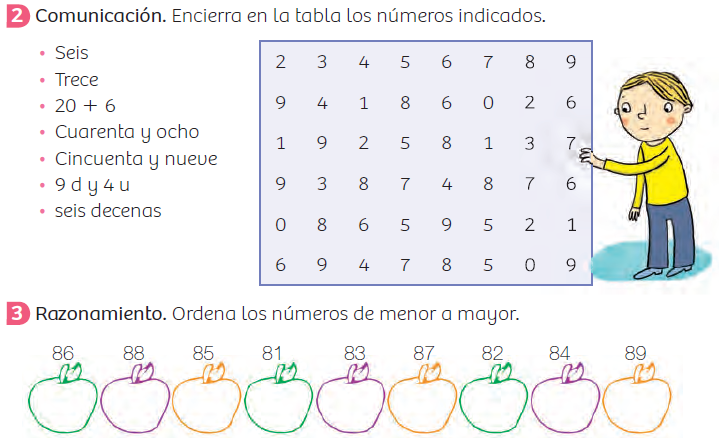 2 Comunicación. Encierra en la tabla los números indicados.
• Seis
• Trece
• 20 + 6
• Cuarenta y ocho
• Cincuenta y nueve
• 9 d y 4 u
• seis decenas
2 3 4 5 6 7 8 9
9 4 1 8 6 0 2 6
1 9 2 5 8 1 3 7
9 3 8 7 4 8 7 6
0 8 6 5 9 5 2 1
6 9 4 7 8 5 0 9
3 Razonamiento. Ordena los números de menor a mayor.
86 88 85 81 83 87 82 84 89